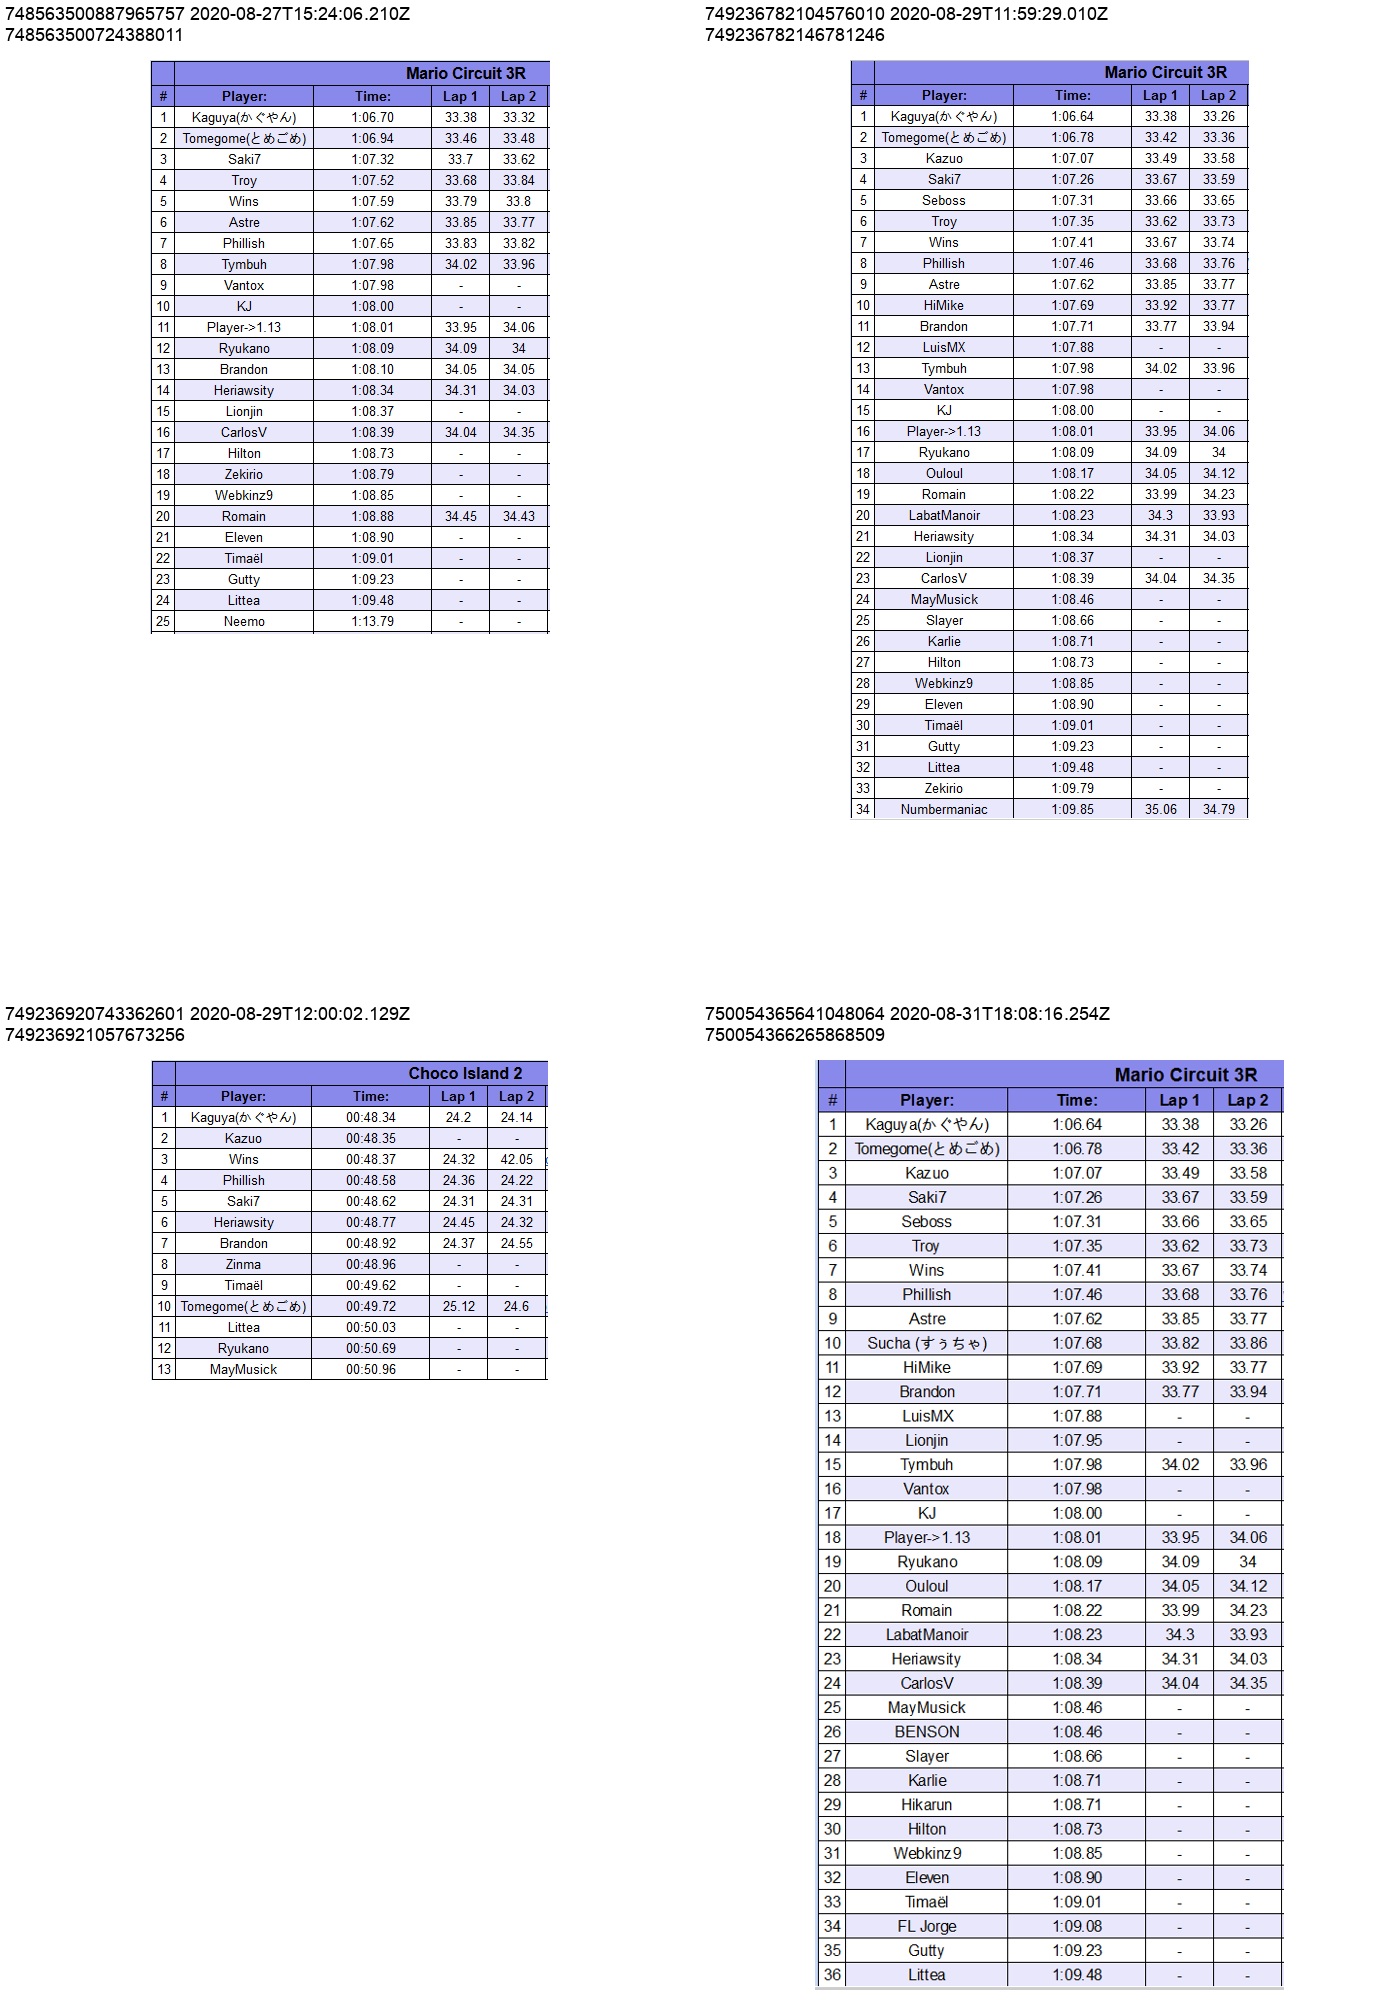 748563500887965757 2020-08-27T15:24:06.210Z
748563500724388011
Mario Circuit 3R
# Player: Time: Lap 1 Lap 2
1 Kaguya(かぐやん) 1:06.70 33.38 33.32
2 Tomegome(とめごめ) 1:06.94 33.46 33.48
3 Saki7 1:07.32 33.7 33.62
4 Troy 1:07.52 33.68 33.84
5 Wins 1:07.59 33.79 33.8
6 Astre 1:07.62 33.85 33.77
7 Phillish 1:07.65 33.83 33.82
8 Tymbuh 1:07.98 34.02 33.96
9 Vantox 1:07.98 - -
10 KJ 1:08.00 - -
11 Player->1.13 1:08.01 33.95 34.06
12 Ryukano 1:08.09 34.09 34
13 Brandon 1:08.10 34.05 34.05
14 Heriawsity 1:08.34 34.31 34.03
15 Lionjin 1:08.37 - -
16 CarlosV 1:08.39 34.04 34.35
17 Hilton 1:08.73 - -
18 Zekirio 1:08.79 - -
19 Webkinz9 1:08.85 - -
20 Romain 1:08.88 34.45 34.43
21 Eleven 1:08.90 - -
22 Timaël 1:09.01 - -
23 Gutty 1:09.23 - -
24 Littea 1:09.48 - -
25 Neemo 1:13.79 - -
749236782104576010 2020-08-29T11:59:29.010Z
749236782146781246
Mario Circuit 3R
# Player: Time: Lap 1 Lap 2
1 Kaguya(かぐやん) 1:06.64 33.38 33.26
2 Tomegome(とめごめ) 1:06.78 33.42 33.36
3 Kazuo 1:07.07 33.49 33.58
4 Saki7 1:07.26 33.67 33.59
5 Seboss 1:07.31 33.66 33.65
6 Troy 1:07.35 33.62 33.73
7 Wins 1:07.41 33.67 33.74
8 Phillish 1:07.46 33.68 33.76
9 Astre 1:07.62 33.85 33.77
10 HiMike 1:07.69 33.92 33.77
11 Brandon 1:07.71 33.77 33.94
12 LuisMX 1:07.88 - -
13 Tymbuh 1:07.98 34.02 33.96
14 Vantox 1:07.98 - -
15 KJ 1:08.00 - -
16 Player->1.13 1:08.01 33.95 34.06
17 Ryukano 1:08.09 34.09 34
18 Ouloul 1:08.17 34.05 34.12
19 Romain 1:08.22 33.99 34.23
20 LabatManoir 1:08.23 34.3 33.93
21 Heriawsity 1:08.34 34.31 34.03
22 Lionjin 1:08.37 - -
23 CarlosV 1:08.39 34.04 34.35
24 MayMusick 1:08.46 - -
25 Slayer 1:08.66 - -
26 Karlie 1:08.71 - -
27 Hilton 1:08.73 - -
28 Webkinz9 1:08.85 - -
29 Eleven 1:08.90 - -
30 Timaël 1:09.01 - -
31 Gutty 1:09.23 - -
32 Littea 1:09.48 - -
33 Zekirio 1:09.79 - -
34 Numbermaniac 1:09.85 35.06 34.79
749236920743362601 2020-08-29T12:00:02.129Z
749236921057673256
Choco Island 2
# Player: Time: Lap 1 Lap 2
1 Kaguya(かぐやん) 00:48.34 24.2 24.14
2 Kazuo 00:48.35 - -
3 Wins 00:48.37 24.32 42.05
4 Phillish 00:48.58 24.36 24.22
5 Saki7 00:48.62 24.31 24.31
6 Heriawsity 00:48.77 24.45 24.32
7 Brandon 00:48.92 24.37 24.55
8 Zinma 00:48.96 - -
9 Timaël 00:49.62 - -
10 Tomegome(とめごめ) 00:49.72 25.12 24.6
11 Littea 00:50.03 - -
12 Ryukano 00:50.69 - -
13 MayMusick 00:50.96 - -
750054365641048064 2020-08-31T18:08:16.254Z
750054366265868509
Mario Circuit 3R
# Player: Time: Lap 1 Lap 2
1 Kaguya(かぐやん) 1:06.64 33.38 33.26
2 Tomegome(とめごめ) 1:06.78 33.42 33.36
3 Kazuo 1:07.07 33.49 33.58
4 Saki7 1:07.26 33.67 33.59
5 Seboss 1:07.31 33.66 33.65
6 Troy 1:07.35 33.62 33.73
7 Wins 1:07.41 33.67 33.74
8 Phillish 1:07.46 33.68 33.76
9 Astre 1:07.62 33.85 33.77
10 Sucha (すぅちゃ) 1:07.68 33.82 33.86
11 HiMike 1:07.69 33.92 33.77
12 Brandon 1:07.71 33.77 33.94
13 LuisMX 1:07.88 - -
14 Lionjin 1:07.95 - -
15 Tymbuh 1:07.98 34.02 33.96
16 Vantox 1:07.98 - -
17 KJ 1:08.00 - -
18 Player->1.13 1:08.01 33.95 34.06
19 Ryukano 1:08.09 34.09 34
20 Ouloul 1:08.17 34.05 34.12
21 Romain 1:08.22 33.99 34.23
22 LabatManoir 1:08.23 34.3 33.93
23 Heriawsity 1:08.34 34.31 34.03
24 CarlosV 1:08.39 34.04 34.35
25 MayMusick 1:08.46 - -
26 BENSON 1:08.46 - -
27 Slayer 1:08.66 - -
28 Karlie 1:08.71 - -
29 Hikarun 1:08.71 - -
30 Hilton 1:08.73 - -
31 Webkinz9 1:08.85 - -
32 Eleven 1:08.90 - -
33 Timaël 1:09.01 - -
34 FL Jorge 1:09.08 - -
35 Gutty 1:09.23 - -
36 Littea 1:09.48 - -